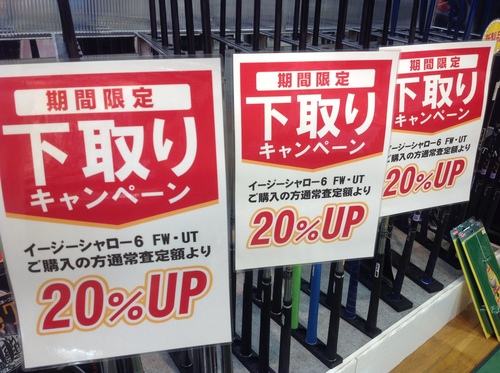 期間限定
下取り
キャンペーン
イージーシャロー6 FW・UT
ご購入の方通常査定額より
20%UP
期間限定
下取り
キャンペーン
イージーシャロー6 FW・UT
ご購入の方通常査定額より
20%UP
期間限定
下取り
キャンペーン
イージーシャロー6 FW・UT
ご購入の方通常査定額より
20%UP